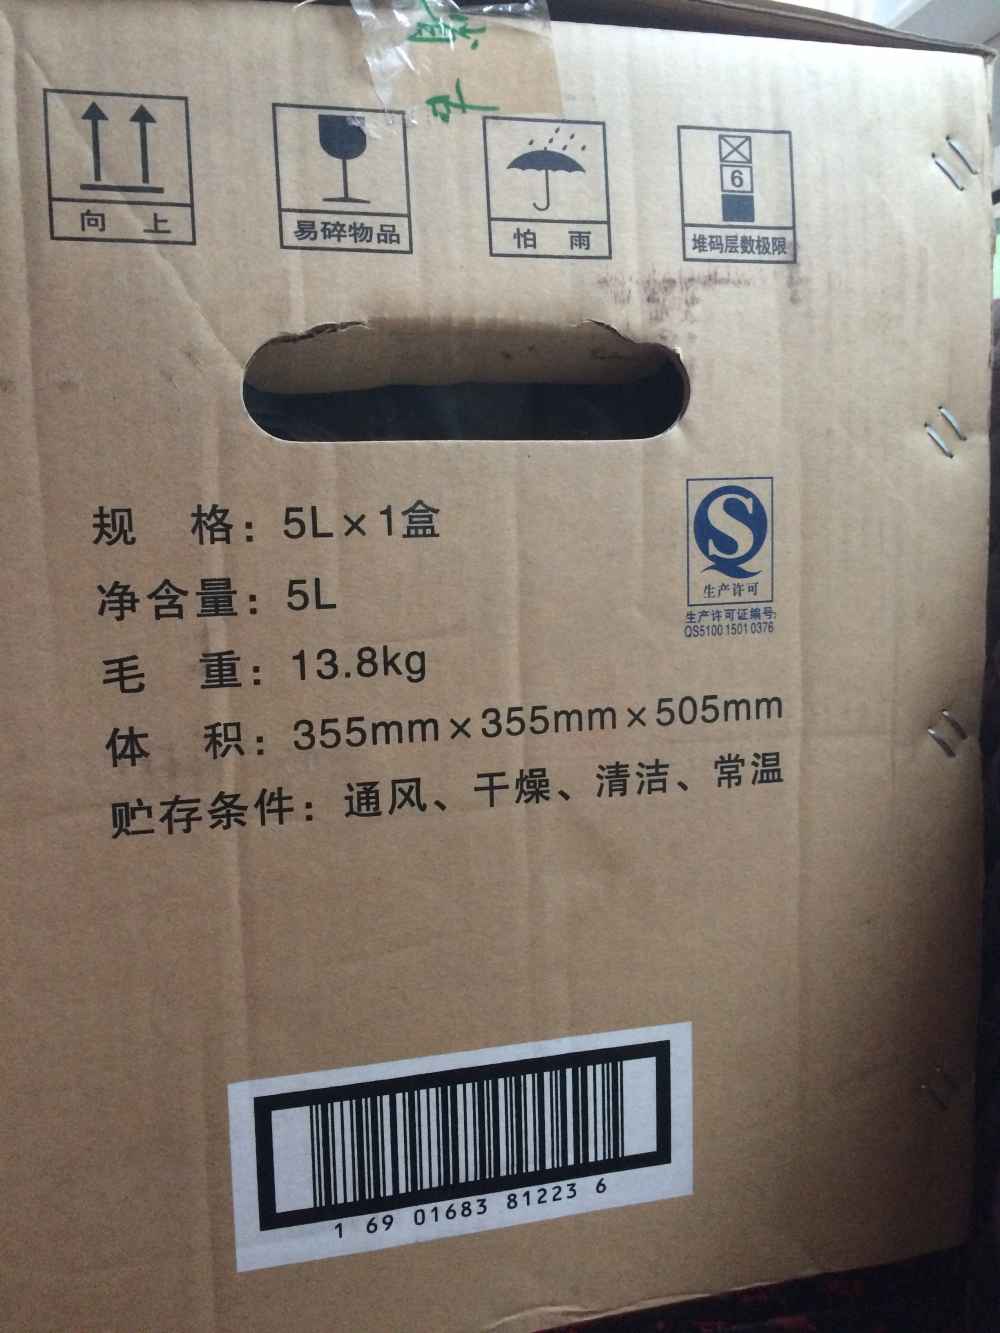 向 上
易碎物品
怕 雨
6
堆码层数极限
规 格：5L×1盒
净含量：5L
毛 重：13.8kg
体 积：355mm×355mm×505mm
贮存条件：通风、干燥、清洁、常温
S
生产许可
生产许可证编号:
QS5100 1501 0376
1 69 01683 81223 6